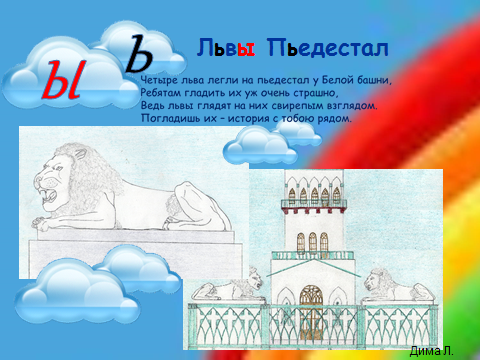 Ы Ь
Львы Пьедестал
Четыре льва легли на пьедестал у Белой башни,
Ребятам гладить их уж очень страшно,
Ведь львы глядят на них свирепым взглядом.
Погладишь их – история с тобою рядом.
Дима Л.